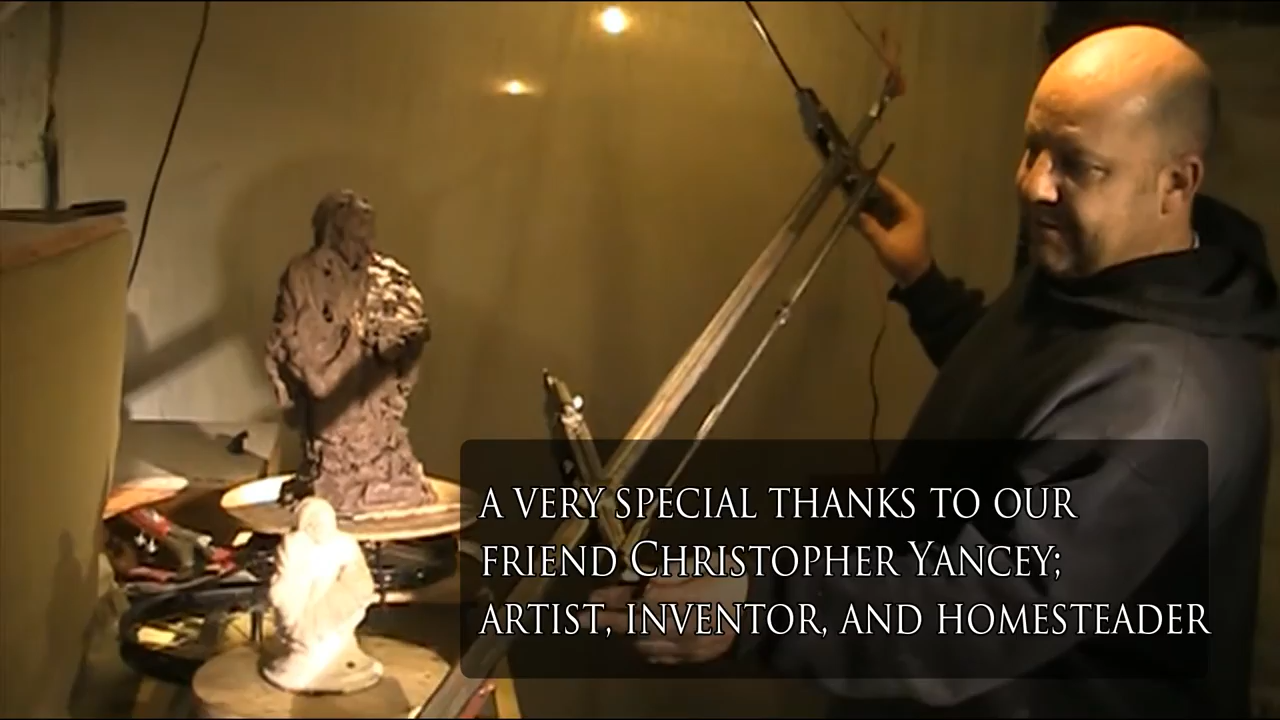 A VERY SPECIAL THANKS TO OUR
FRIEND CHRISTOPHER YANCEY;
ARTIST, INVENTOR, AND HOMESTEADER